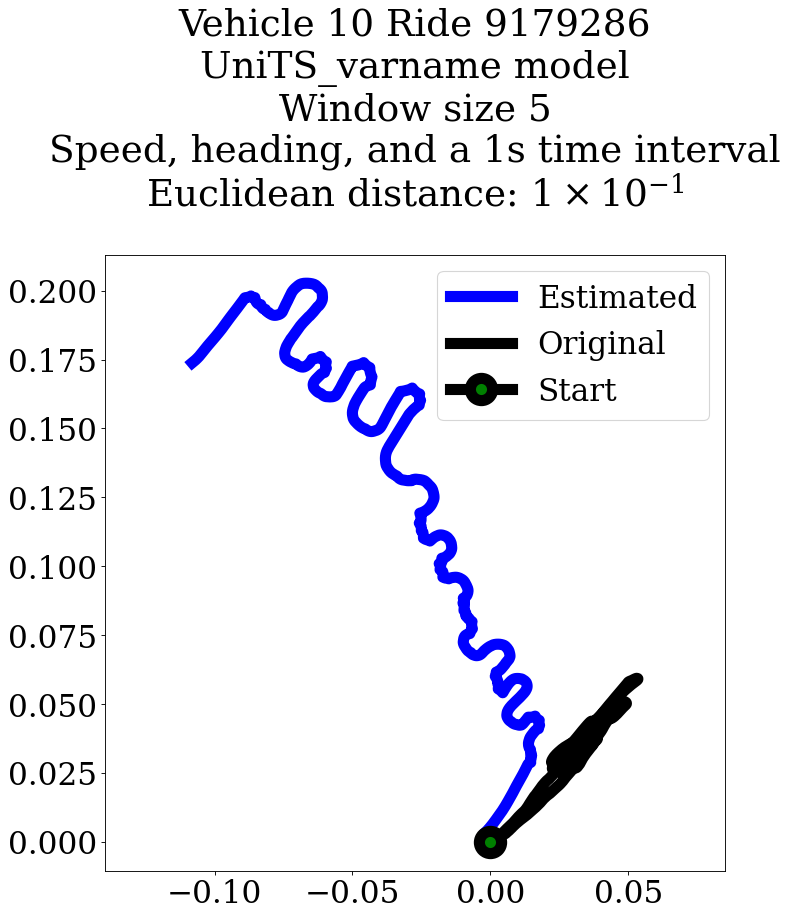 Vehicle 10 Ride 9179286
UniTS_varname model
Window size 5
Speed, heading, and a 1s time interval
Euclidean distance: 1 × 10⁻¹
Estimated
Original
Start
0.200
0.175
0.150
0.125
0.100
0.075
0.050
0.025
0.000
−0.10 −0.05 0.00 0.05